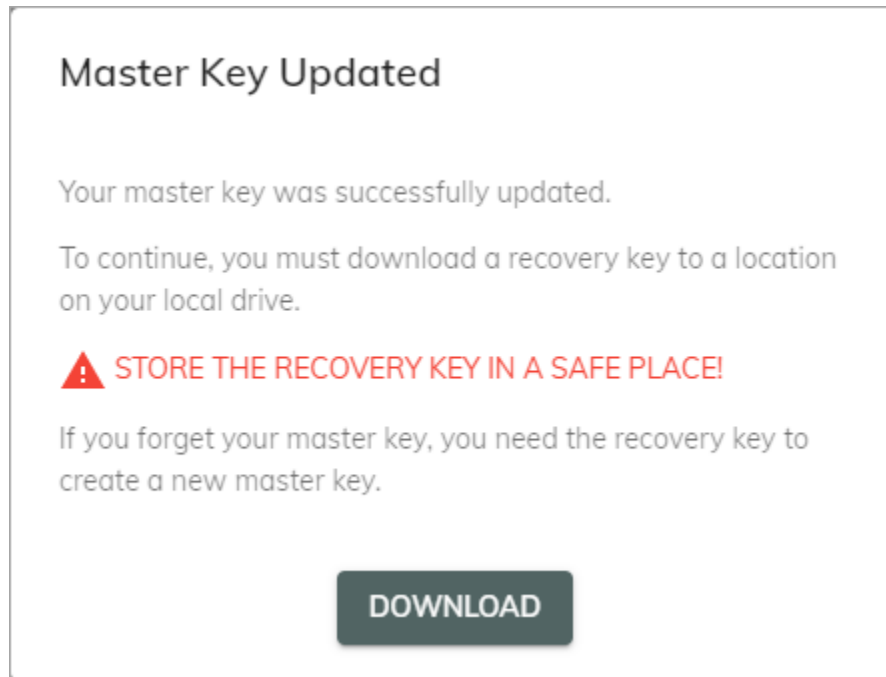 Master Key Updated
Your master key was successfully updated.
To continue, you must download a recovery key to a location
on your local drive.
STORE THE RECOVERY KEY IN A SAFE PLACE!
If you forget your master key, you need the recovery key to
create a new master key.
DOWNLOAD